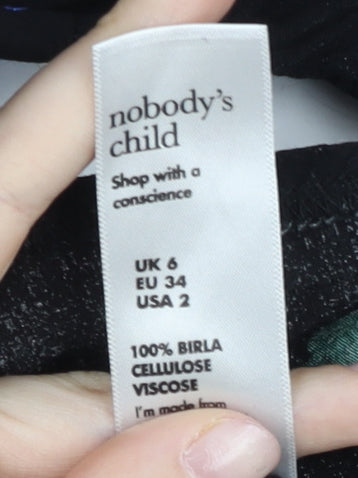 nobody's
child
Shop with a
conscience
UK 6
EU 34
USA 2
100% BIRLA
CELLULOSE
VISCOSE
I'm made from